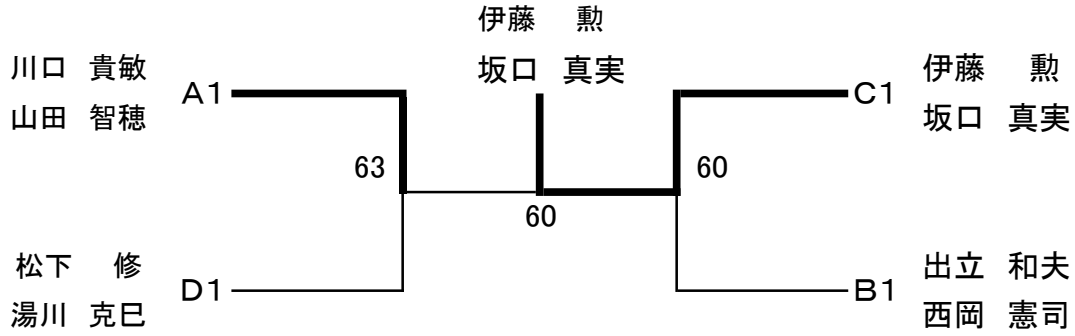 伊藤 勲
坂口 真実
川口 貴敏
山田 智穂
A1
C1
伊藤 勲
坂口 真実
63
60
60
松下 修
湯川 克巳
D1
B1
出立 和夫
西岡 憲司